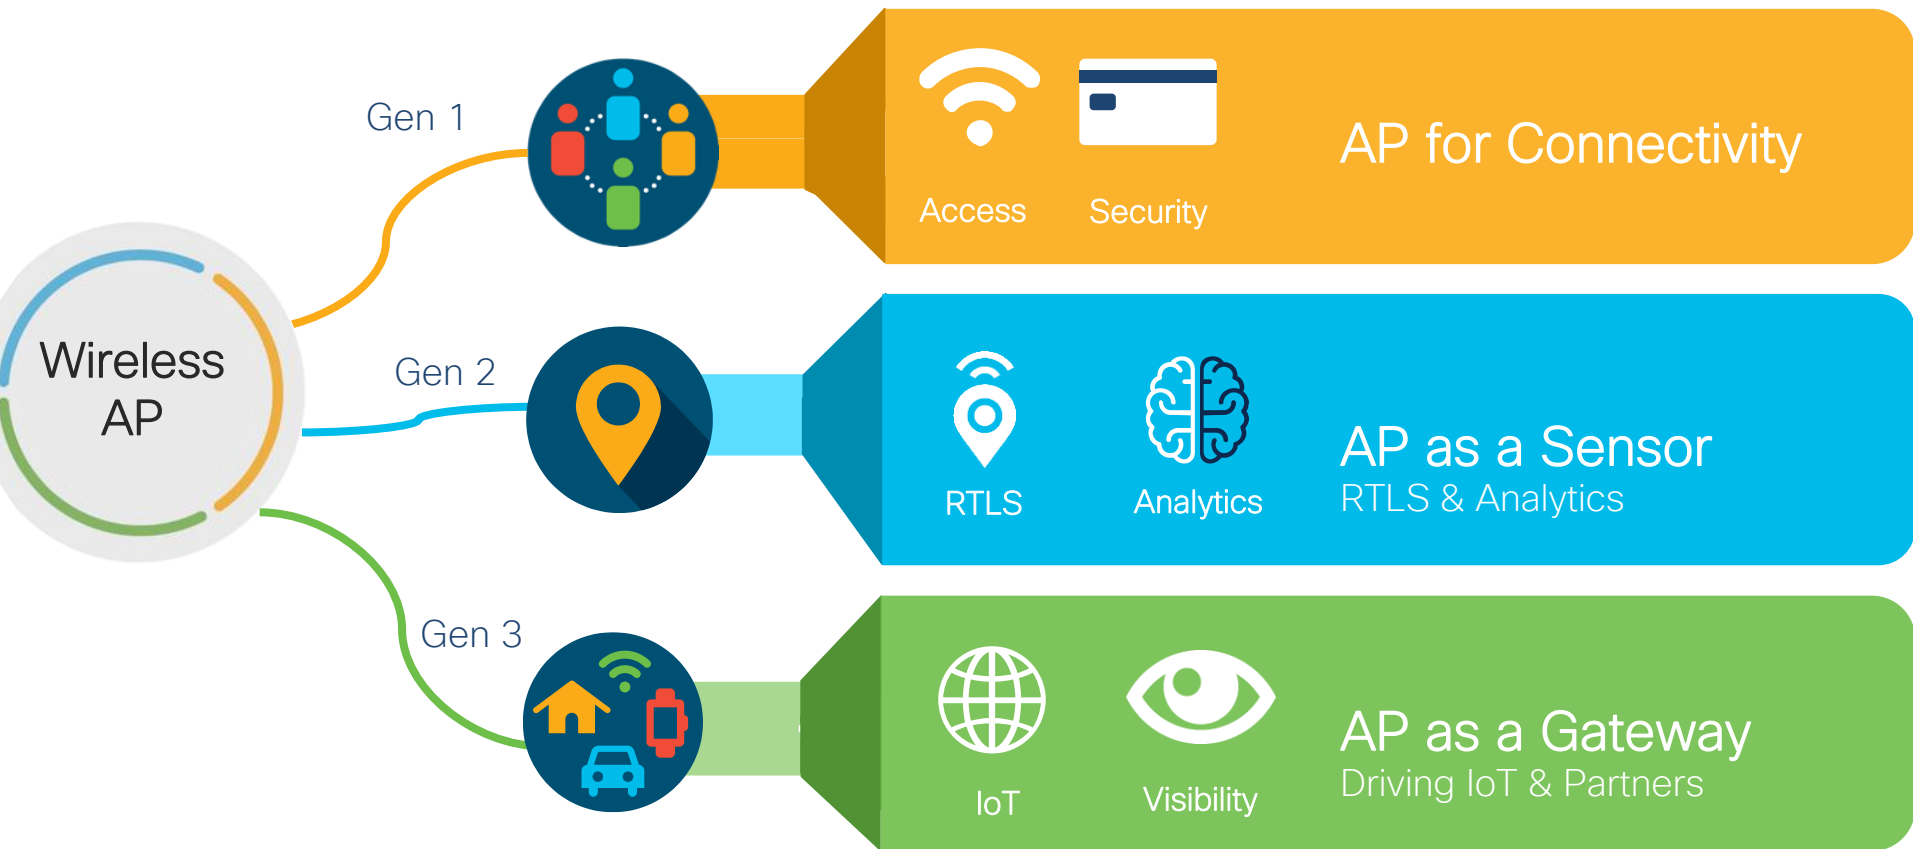 Wireless
AP
Gen 1
Access
Security
AP for Connectivity
Gen 2
RTLS
Analytics
AP as a Sensor
RTLS & Analytics
Gen 3
IoT
Visibility
AP as a Gateway
Driving IoT & Partners